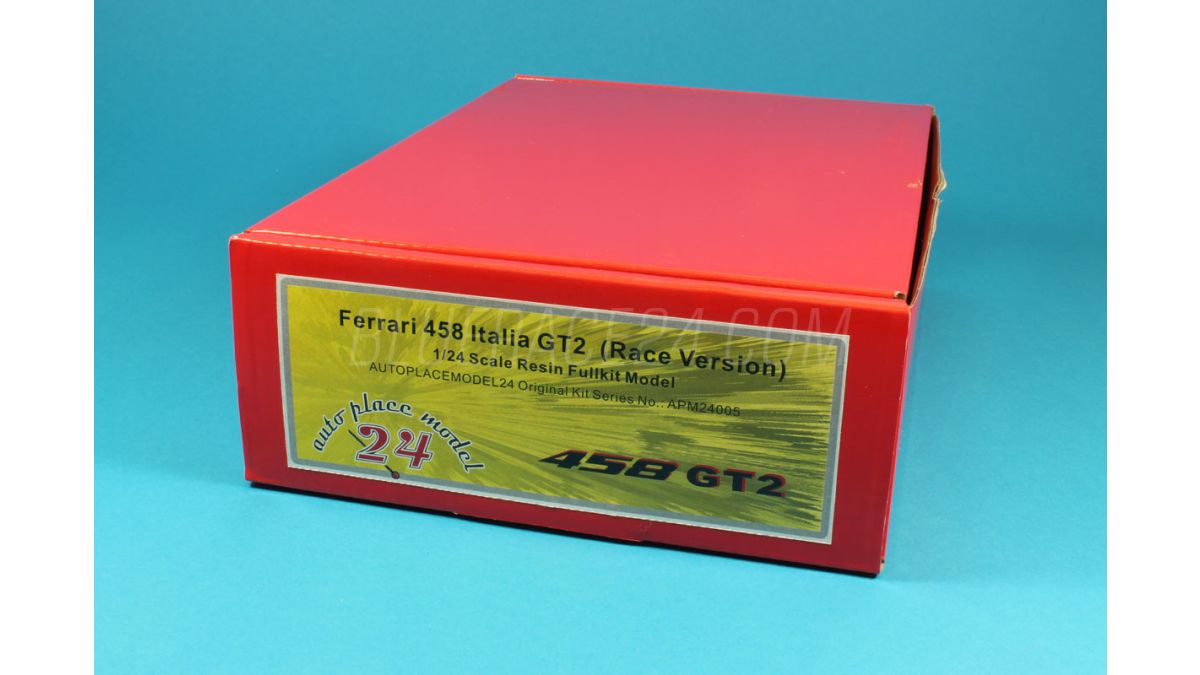 Ferrari 458 Italia GT2 (Race Version)
1/24 Scale Resin Fullkit Model
AUTOPLACEMODEL24 Original Kit Series No.: APM24005
auto place model
24
458 GT2